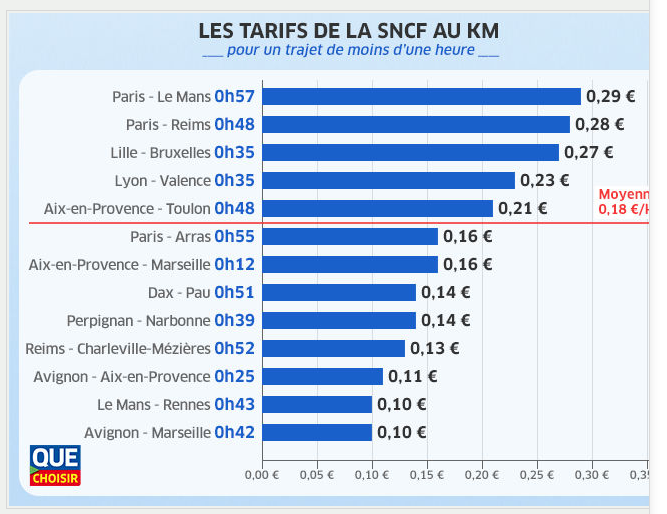 LES TARIFS DE LA SNCF AU KM
pour un trajet de moins d'une heure
Paris - Le Mans 0h57 0,29 €
Paris - Reims 0h48 0,28 €
Lille - Bruxelles 0h35 0,27 €
Lyon - Valence 0h35 0,23 €
Aix-en-Provence - Toulon 0h48 0,21 €
Moyenn
0,18 €/k
Paris - Arras 0h55 0,16 €
Aix-en-Provence - Marseille 0h12 0,16 €
Dax - Pau 0h51 0,14 €
Perpignan - Narbonne 0h39 0,14 €
Reims - Charleville-Mézières 0h52 0,13 €
Avignon - Aix-en-Provence 0h25 0,11 €
Le Mans - Rennes 0h43 0,10 €
Avignon - Marseille 0h42 0,10 €
QUE
CHOISIR
0,00 € 0,05 € 0,10 € 0,15 € 0,20 € 0,25 € 0,30 €